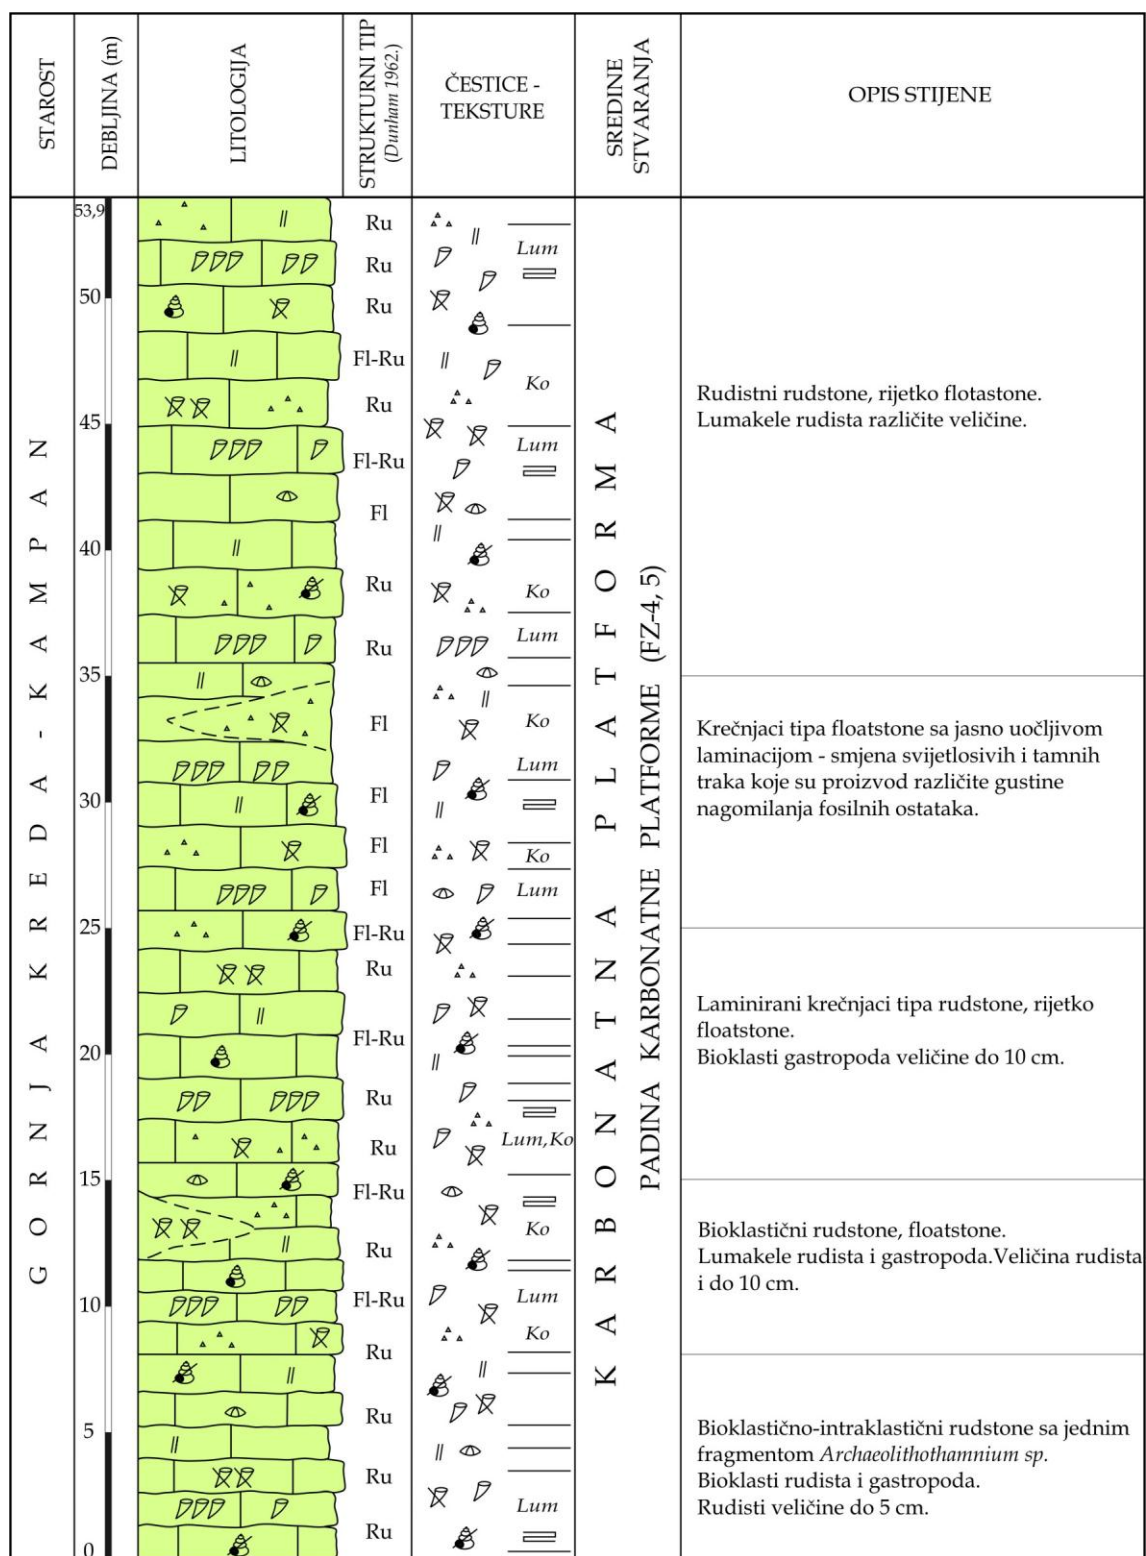 STAROST
DEBLJINA (m)
LITOLOGIJA
STRUKTURNI TIP
(Dunham 1962.)
ČESTICE -
TEKSTURE
SREDINE
STVARANJA
OPIS STIJENE
GORNJA KREDA - KAMPAN
53,9
50
45
40
35
30
25
20
15
10
5
0
Ru
Ru
Ru
Fl-Ru
Ru
Fl-Ru
Fl
Ru
Ru
Fl
Fl
Fl
Fl
Fl-Ru
Ru
Fl-Ru
Ru
Ru
Fl-Ru
Ru
Fl-Ru
Ru
Ru
Ru
Ru
Lum
Ko
Lum
Ko
Lum
Ko
Lum
Ko
Lum
Lum,Ko
Ko
Lum
Ko
Lum
KARBONATNA PLATFORMA
PADINA KARBONATNE PLATFORME (FZ-4, 5)
Rudistni rudstone, rijetko flotastone.
Lumakele rudista različite veličine.
Krečnjaci tipa floatstone sa jasno uočljivom
laminacijom - smjena svijetlosivih i tamnih
traka koje su proizvod različite gustine
nagomilanja fosilnih ostataka.
Laminirani krečnjaci tipa rudstone, rijetko
floatstone.
Bioklasti gastropoda veličine do 10 cm.
Bioklastični rudstone, floatstone.
Lumakele rudista i gastropoda.Veličina rudista
i do 10 cm.
Bioklastično-intraklastični rudstone sa jednim
fragmentom Archaeolithothamnium sp.
Bioklasti rudista i gastropoda.
Rudisti veličine do 5 cm.